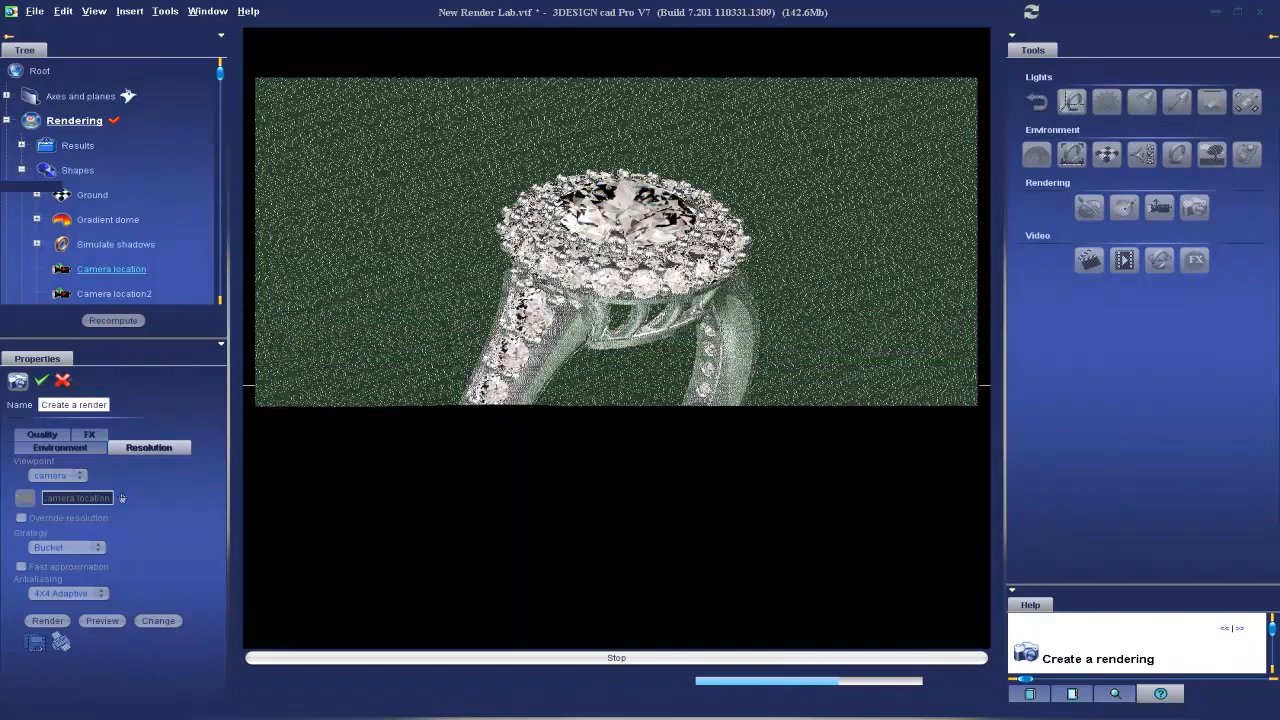 File Edit View Insert Tools Window Help
New Render Lab.vtf * - 3DESIGN cad Pro V7 (Build 7.201 110331.1309) (142.6Mb)
Tree
Root
Axes and planes
Rendering
Results
Shapes
Ground
Gradient dome
Simulate shadows
Camera location
Camera location2
Recompute
Properties
Name Create a render
Quality FX
Environment Resolution
Viewpoint
camera
camera location
Override resolution
Strategy
Bucket
Fast approximation
Antialiasing
4X4 Adaptive
Render Preview Change
Stop
Tools
Lights
Environment
Rendering
Video
FX
Help
<< | >>
Create a rendering